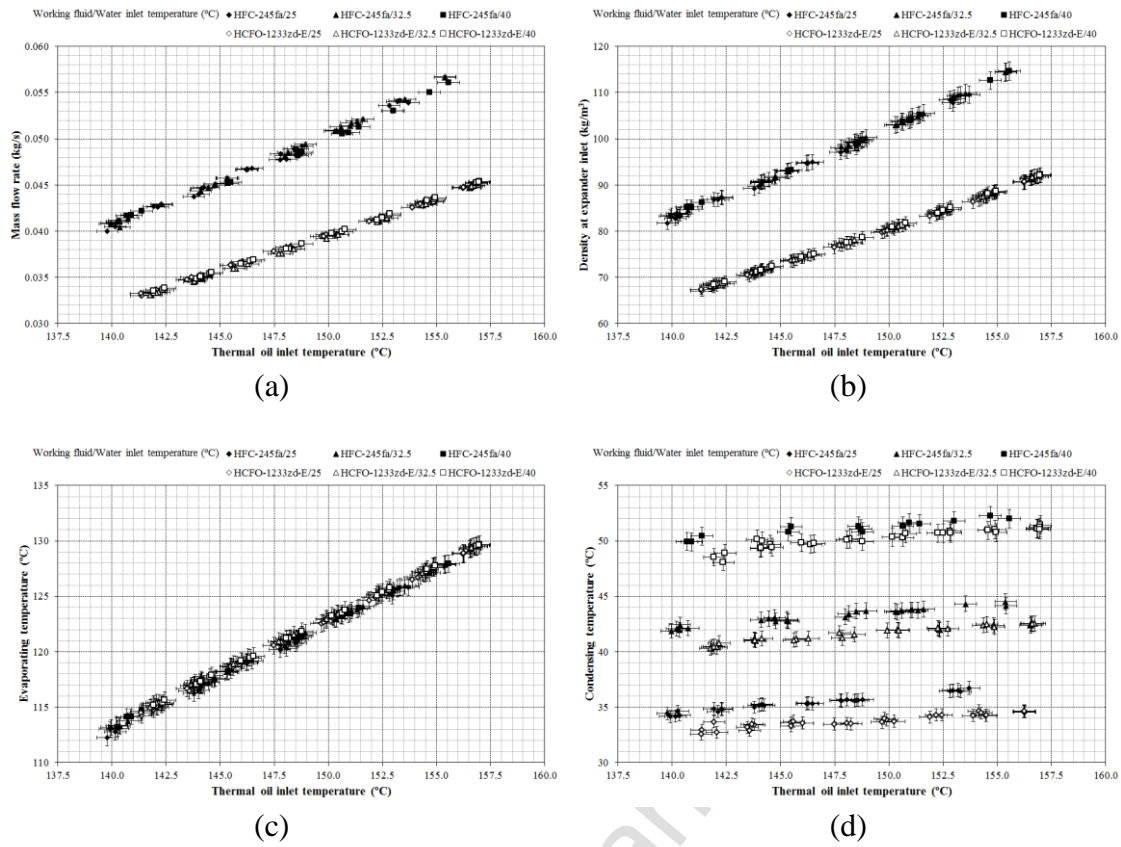 Working fluid/Water inlet temperature (°C) ◆HFC-245fa/25 ▲HFC-245fa/32.5 ■HFC-245fa/40
◇HCFO-1233zd-E/25 △HCFO-1233zd-E/32.5 □HCFO-1233zd-E/40
Mass flow rate (kg/s)
0.060
0.055
0.050
0.045
0.040
0.035
0.030
137.5 140.0 142.5 145.0 147.5 150.0 152.5 155.0 157.5 160.0
Thermal oil inlet temperature (°C)
(a)
Working fluid/Water inlet temperature (°C) ◆HFC-245fa/25 ▲HFC-245fa/32.5 ■HFC-245fa/40
◇HCFO-1233zd-E/25 △HCFO-1233zd-E/32.5 □HCFO-1233zd-E/40
Density at expander inlet (kg/m³)
120
110
100
90
80
70
60
137.5 140.0 142.5 145.0 147.5 150.0 152.5 155.0 157.5 160.0
Thermal oil inlet temperature (°C)
(b)
Working fluid/Water inlet temperature (°C) ◆HFC-245fa/25 ▲HFC-245fa/32.5 ■HFC-245fa/40
◇HCFO-1233zd-E/25 △HCFO-1233zd-E/32.5 □HCFO-1233zd-E/40
Evaporating temperature (°C)
135
130
125
120
115
110
137.5 140.0 142.5 145.0 147.5 150.0 152.5 155.0 157.5 160.0
Thermal oil inlet temperature (°C)
(c)
Working fluid/Water inlet temperature (°C) ◆HFC-245fa/25 ▲HFC-245fa/32.5 ■HFC-245fa/40
◇HCFO-1233zd-E/25 △HCFO-1233zd-E/32.5 □HCFO-1233zd-E/40
Condensing temperature (°C)
55
50
45
40
35
30
137.5 140.0 142.5 145.0 147.5 150.0 152.5 155.0 157.5 160.0
Thermal oil inlet temperature (°C)
(d)